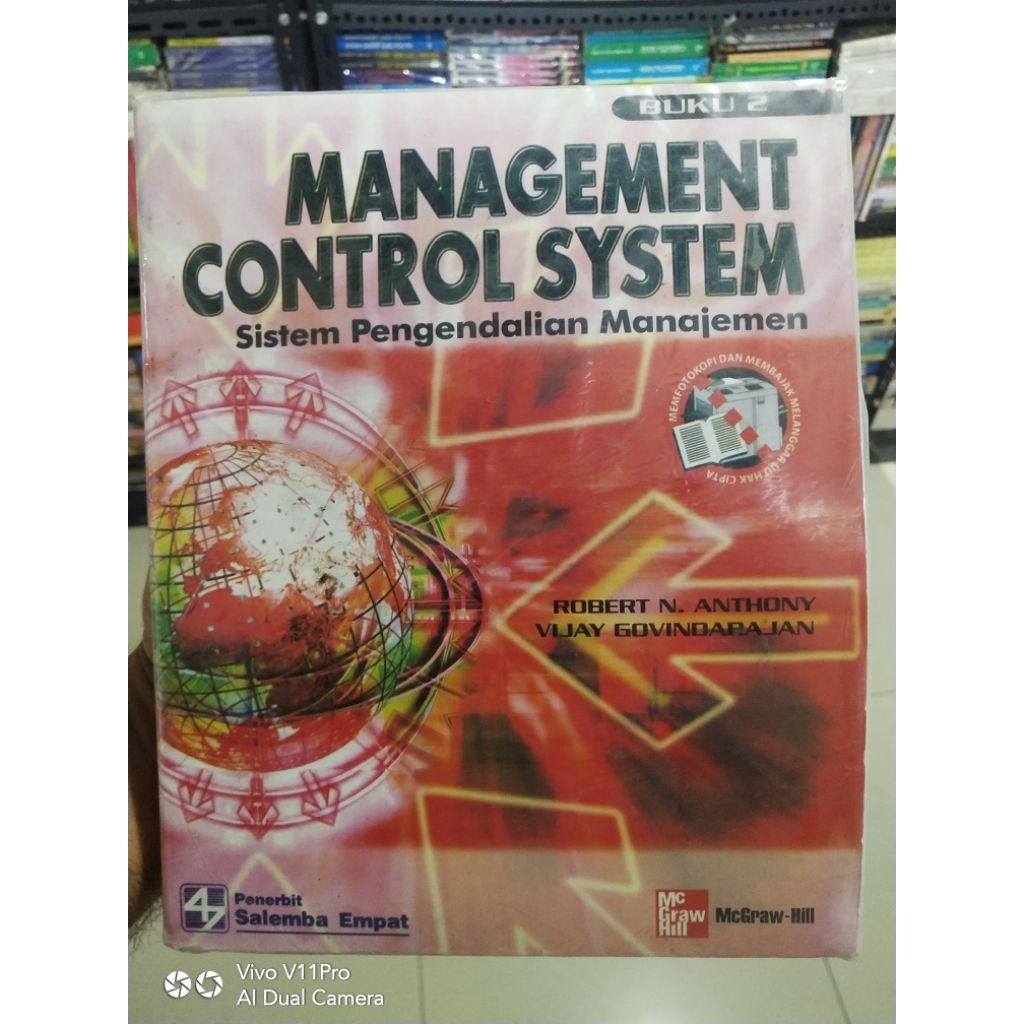 BUKU 2
MANAGEMENT
CONTROL SYSTEM
Sistem Pengendalian Manajemen
MEMFOTOKOPI DAN MEMBAJAK MELANGGAR UU HAK CIPTA
ROBERT N. ANTHONY
VIJAY GOVINDARAJAN
Penerbit
Salemba Empat
Mc
Graw
Hill
McGraw-Hill
Vivo V11Pro
AI Dual Camera